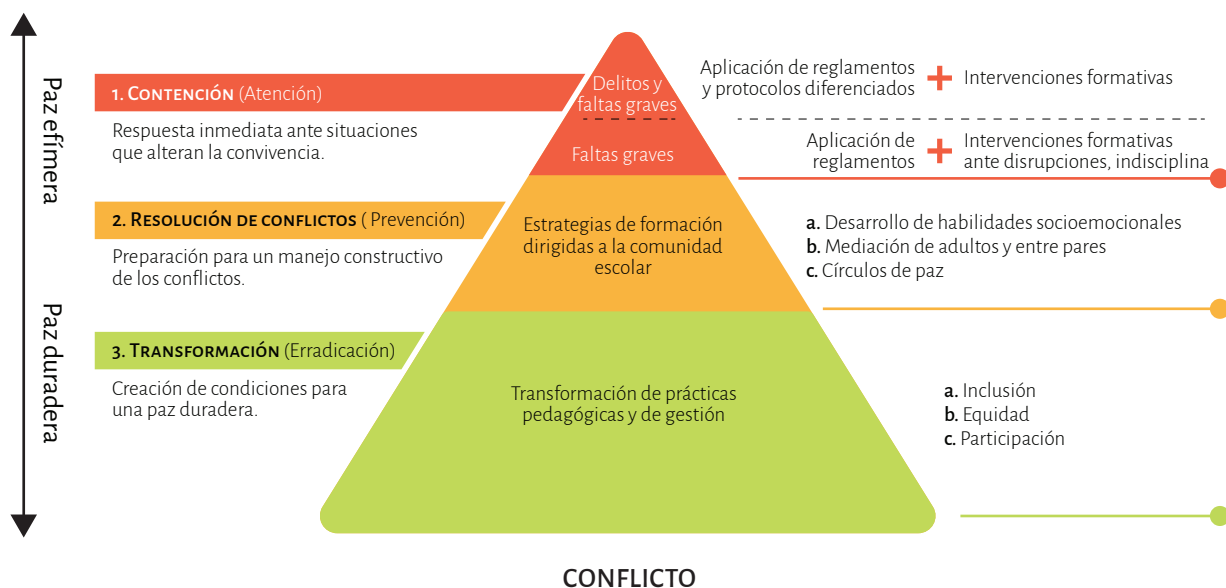 Paz efímera
Paz duradera
1. CONTENCIÓN (Atención)
Respuesta inmediata ante situaciones
que alteran la convivencia.
Delitos y
faltas graves
Faltas graves
Aplicación de reglamentos
y protocolos diferenciados
+
Intervenciones formativas
Aplicación de
reglamentos
+
Intervenciones formativas
ante disrupciones, indisciplina
2. RESOLUCIÓN DE CONFLICTOS ( Prevención)
Preparación para un manejo constructivo
de los conflictos.
Estrategias de formación
dirigidas a la comunidad
escolar
a. Desarrollo de habilidades socioemocionales
b. Mediación de adultos y entre pares
c. Círculos de paz
3. TRANSFORMACIÓN (Erradicación)
Creación de condiciones para
una paz duradera.
Transformación de prácticas
pedagógicas y de gestión
a. Inclusión
b. Equidad
c. Participación
CONFLICTO